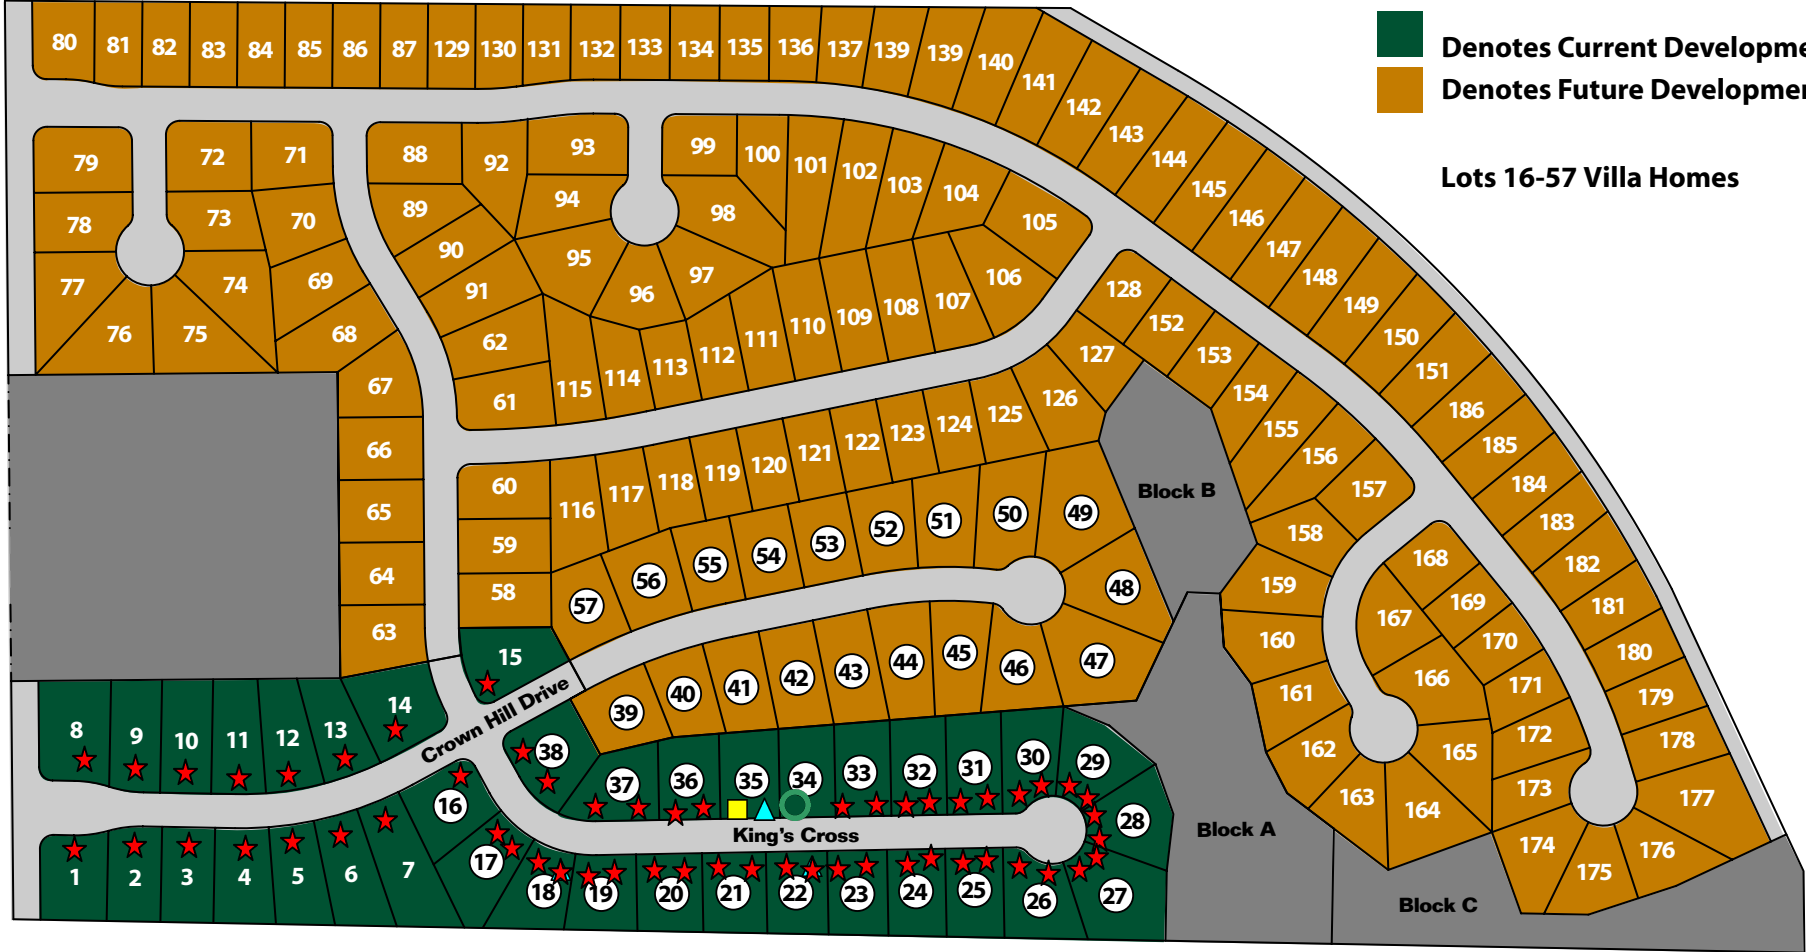 80 81 82 83 84 85 86 87 129 130 131 132 133 134 135 136 137 139 139 140
141
142
143
144
145
146
147
148
149
150
151
186
185
184
183
182
181
180
179
178
177
176
175
174
Denotes Current Developme
Denotes Future Developmen
Lots 16-57 Villa Homes
79 72 71 88 92 93 99 100 101 102 103 104 105
78 73 70 89 94 98
77 74 69 90 95 97 106
76 75 68 91 96
62 115 114 113 112 111 110 109 108 107
67 61
128 152 153 154 155 156 157
127
126
66 60 116 117 118 119 120 121 122 123 124 125
65 59
64 58
63
Block B
158 168
159 167 169
160 170
161 166 171
162 165 172
163 164 173
57 56 55 54 53 52 51 50 49
48
47
39 40 41 42 43 44 45 46
15
14
8 9 10 11 12 13
Crown Hill Drive
38
37 36 35 34 33 32 31 30 29
28
King's Cross
16
17
1 2 3 4 5 6 7
18 19 20 21 22 23 24 25 26 27
Block A
Block C